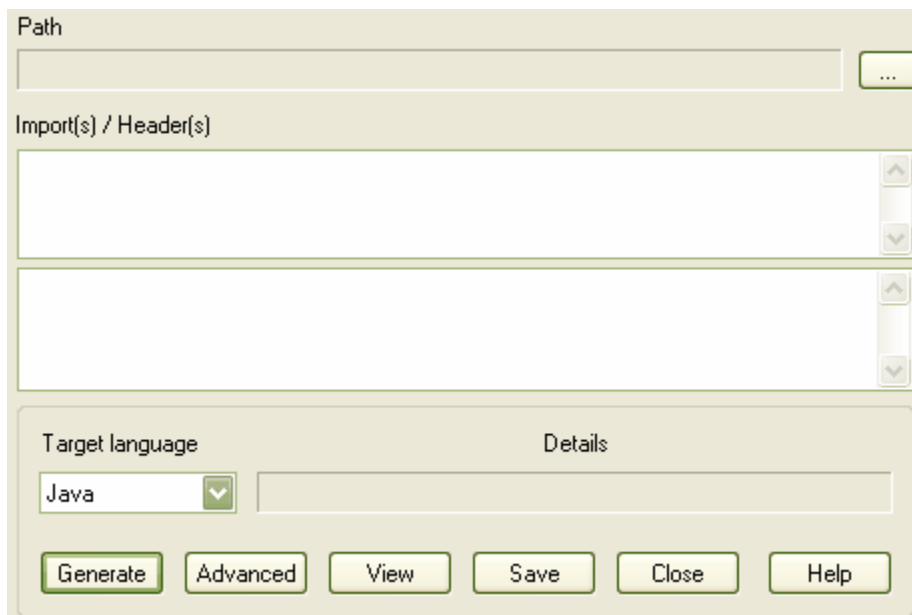 Path
...
Import(s) / Header(s)
Target language Details
Java
Generate Advanced View Save Close Help